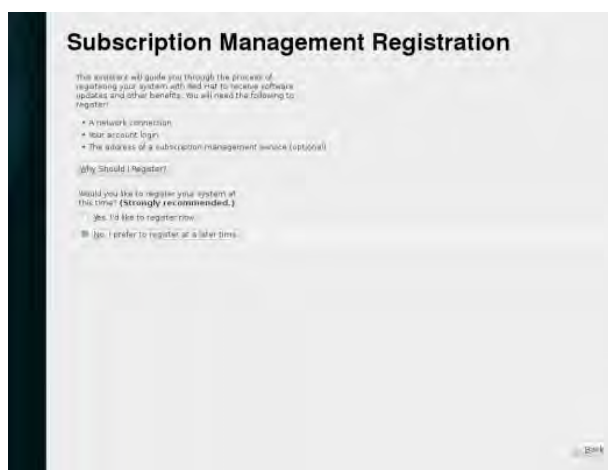 Subscription Management Registration
This assistant will guide you through the process of
registering your system with Red Hat to receive software
updates and other benefits. You will need the following to
register:
• A network connection
• Your account login
• The address of a subscription management service (optional)
Why Should I Register?
Would you like to register your system at
this time? (Strongly recommended.)
Yes, I'd like to register now.
No, I prefer to register at a later time.
Back